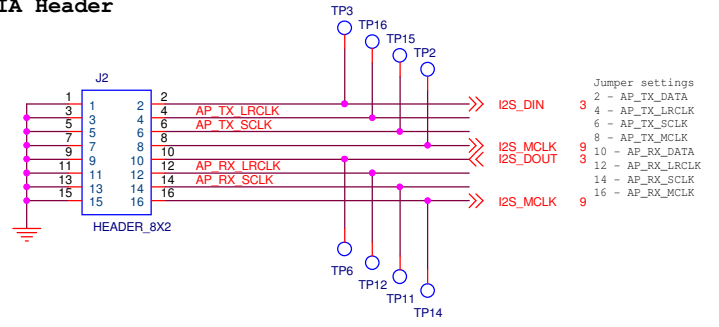 IA Header
TP3
TP16
TP15
TP2
J2
1 1 2 2
3 3 4 4 AP_TX_LRCLK
5 5 6 6 AP_TX_SCLK
7 7 8 8
9 9 10 10
11 11 12 12 AP_RX_LRCLK
13 13 14 14 AP_RX_SCLK
15 15 16 16
HEADER_8X2
I2S_DIN 3
I2S_MCLK 9
I2S_DOUT 3
I2S_MCLK 9
TP6
TP12
TP11
TP14
Jumper settings
2 - AP_TX_DATA
4 - AP_TX_LRCLK
6 - AP_TX_SCLK
8 - AP_TX_MCLK
10 - AP_RX_DATA
12 - AP_RX_LRCLK
14 - AP_RX_SCLK
16 - AP_RX_MCLK